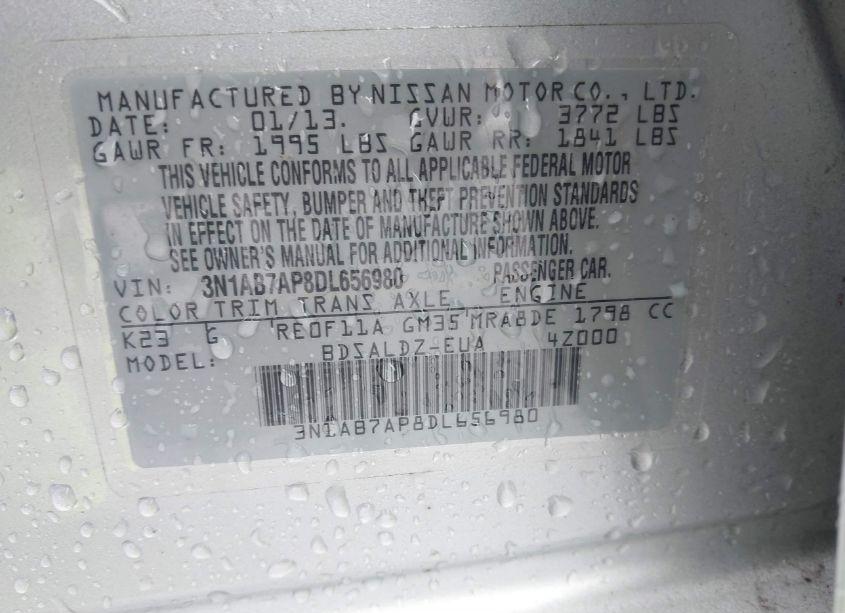 MANUFACTURED BY NISSAN MOTOR CO., LTD.
DATE: 01/13. GVWR: 3772 LBS
GAWR FR: 1995 LBS GAWR RR: 1841 LBS
THIS VEHICLE CONFORMS TO ALL APPLICABLE FEDERAL MOTOR
VEHICLE SAFETY, BUMPER AND THEFT PREVENTION STANDARDS
IN EFFECT ON THE DATE OF MANUFACTURE SHOWN ABOVE.
SEE OWNER'S MANUAL FOR ADDITIONAL INFORMATION.
VIN: 3N1AB7AP8DL656980 PASSENGER CAR.
COLOR TRIM TRANS AXLE ENGINE
K23 G RE0F11A GM35 MRA8DE 1798 CC
MODEL: BDSALDZ-EUA 4Z000
3N1AB7AP8DL656980